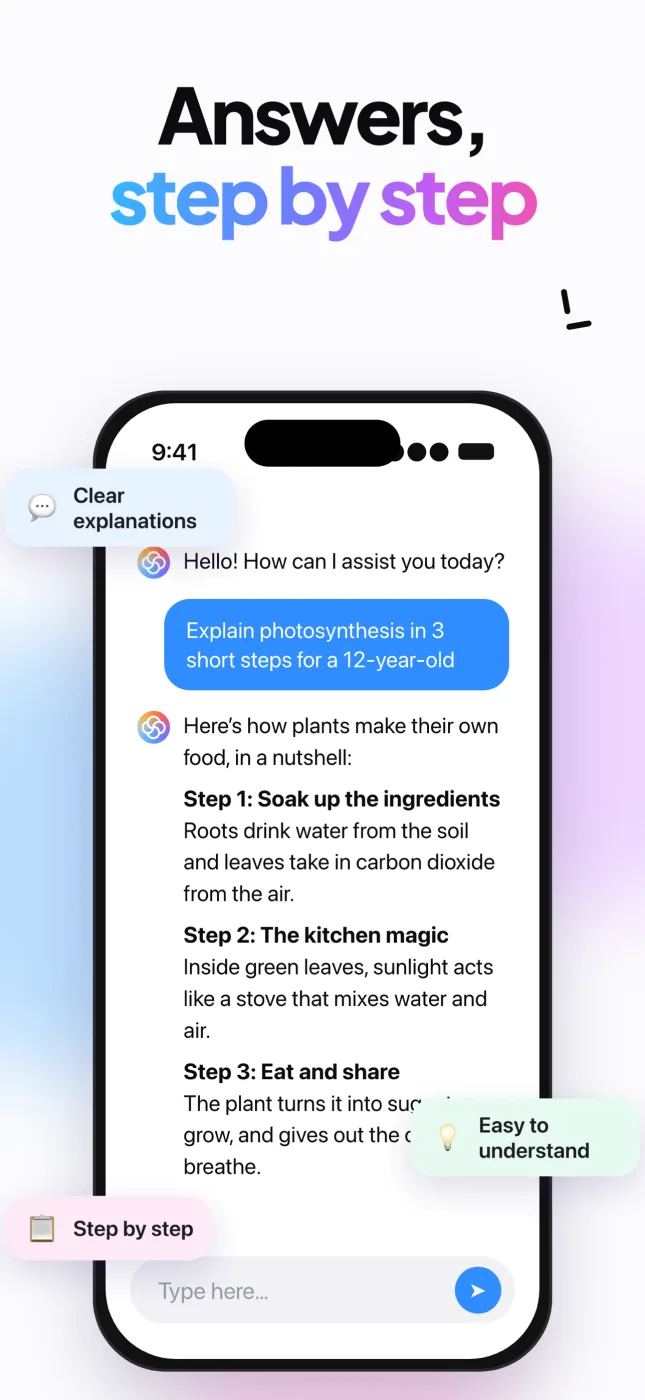 Answers,
step by step
9:41
Clear
explanations
Hello! How can I assist you today?
Explain photosynthesis in 3
short steps for a 12-year-old
Here's how plants make their own
food, in a nutshell:
Step 1: Soak up the ingredients
Roots drink water from the soil
and leaves take in carbon dioxide
from the air.
Step 2: The kitchen magic
Inside green leaves, sunlight acts
like a stove that mixes water and
air.
Step 3: Eat and share
The plant turns it into
grow, and gives out the
breathe.
Easy to
understand
Step by step
Type here...